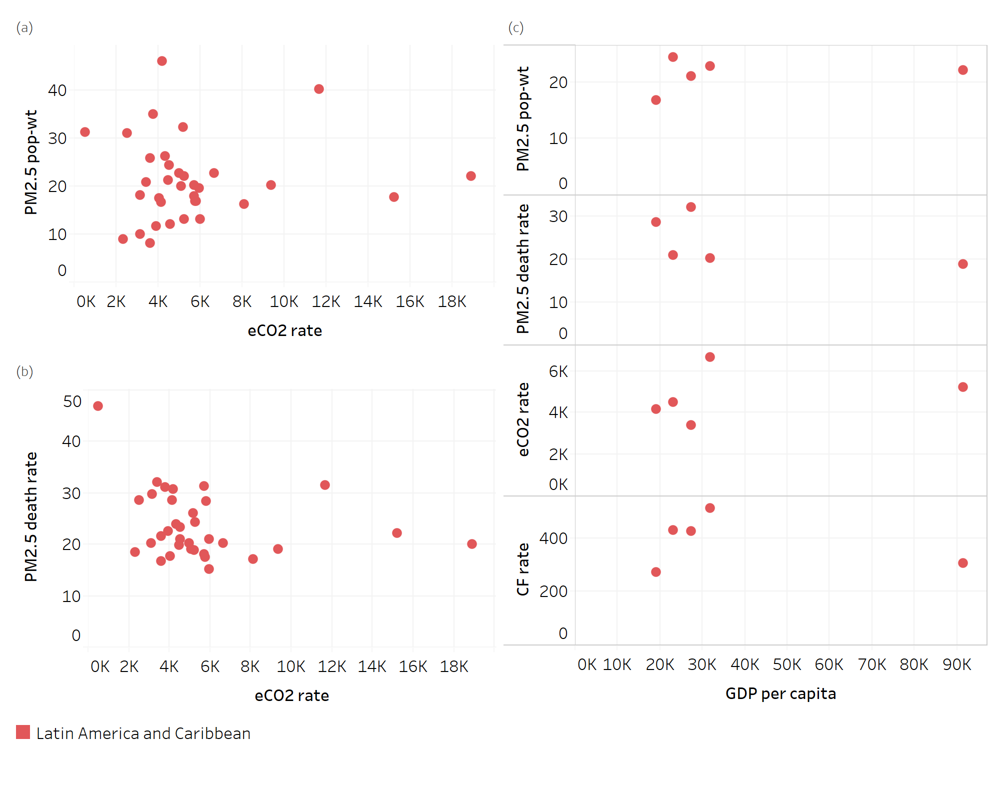 (a)
PM2.5 pop-wt
40
30
20
10
0
0K 2K 4K 6K 8K 10K 12K 14K 16K 18K
eCO2 rate
(b)
PM2.5 death rate
50
40
30
20
10
0
0K 2K 4K 6K 8K 10K 12K 14K 16K 18K
eCO2 rate
(c)
PM2.5 pop-wt
20
10
0
PM2.5 death rate
30
20
10
0
eCO2 rate
6K
4K
2K
0K
CF rate
400
200
0
0K 10K 20K 30K 40K 50K 60K 70K 80K 90K
GDP per capita
Latin America and Caribbean